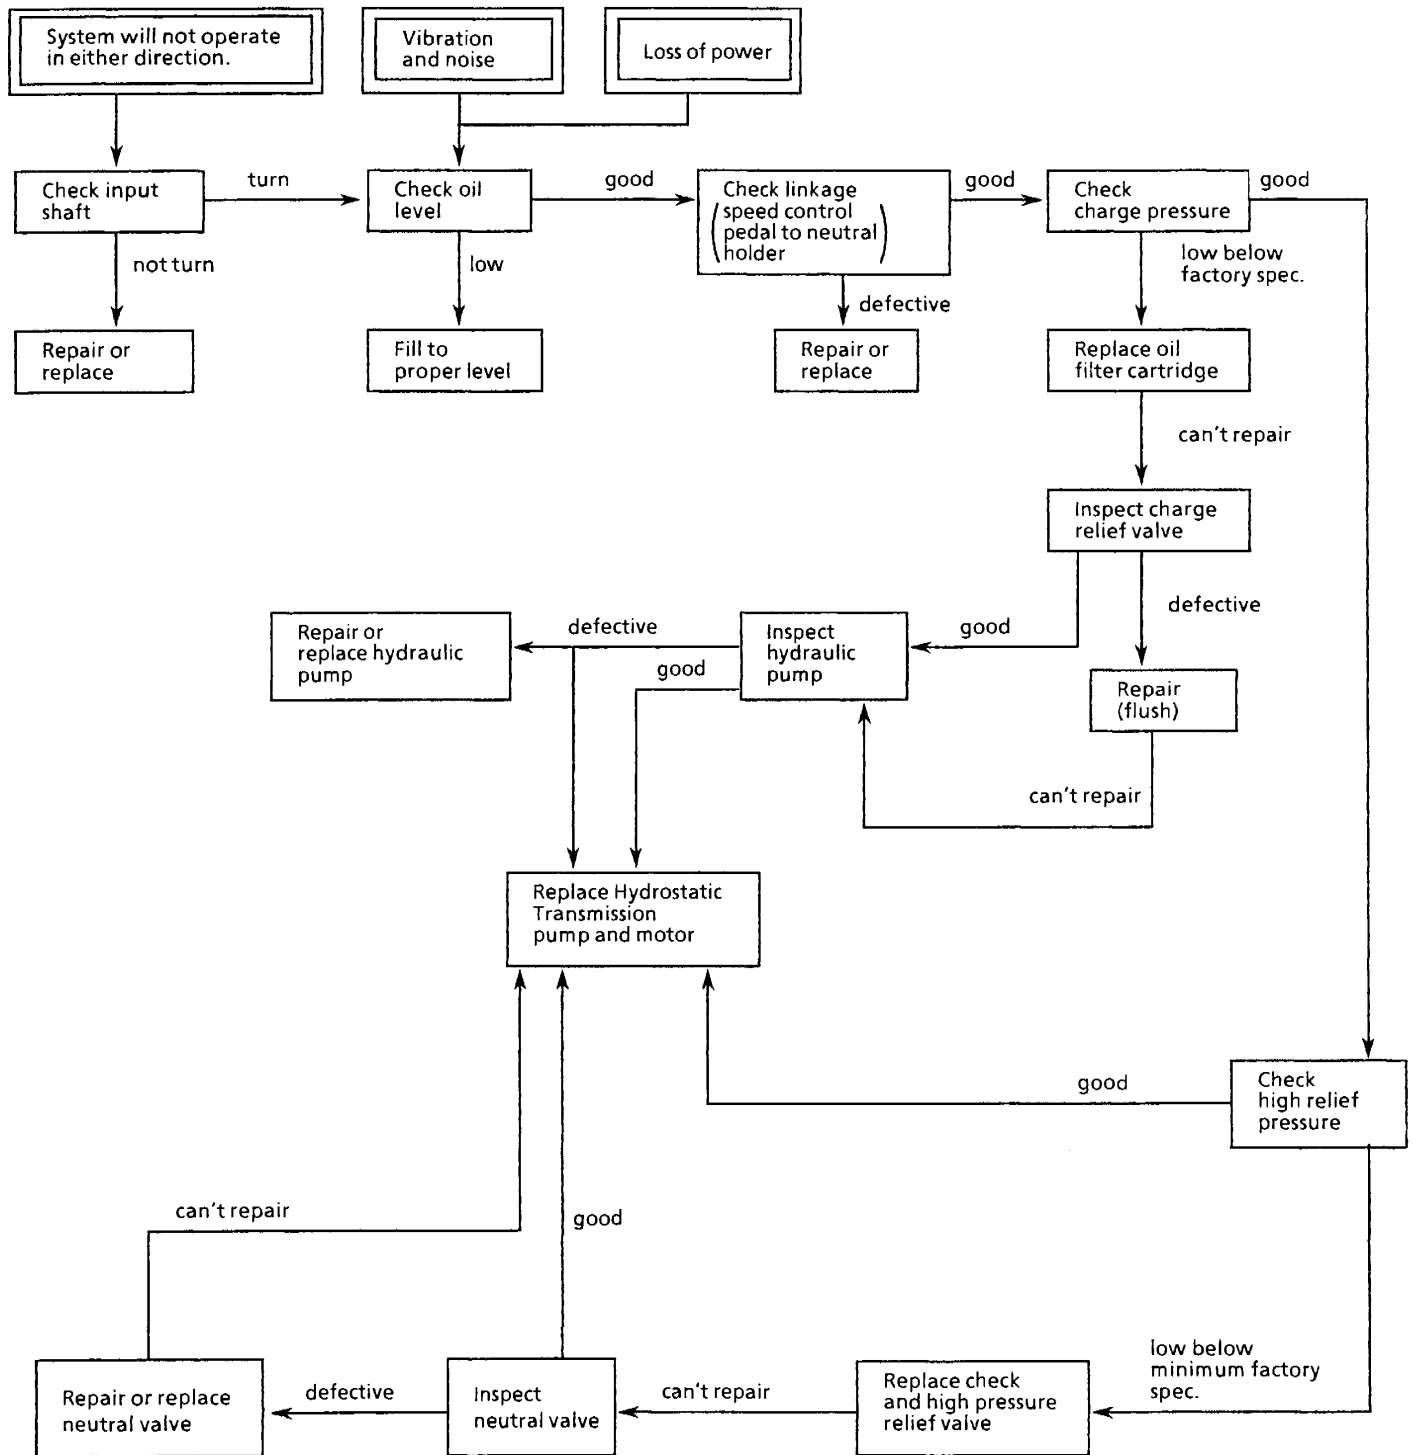 System will not operate
in either direction.
Vibration
and noise
Loss of power
Check input
shaft
turn
Check oil
level
good
Check linkage
speed control
pedal to neutral
holder
good
Check
charge pressure
good
not turn
low
defective
low below
factory spec.
Repair or
replace
Fill to
proper level
Repair or
replace
Replace oil
filter cartridge
can't repair
Inspect charge
relief valve
defective
good
Inspect
hydraulic
pump
defective
good
Repair or
replace hydraulic
pump
Repair
(flush)
can't repair
Replace Hydrostatic
Transmission
pump and motor
good
Check
high relief
pressure
can't repair
good
low below
minimum factory
spec.
Repair or replace
neutral valve
defective
Inspect
neutral valve
can't repair
Replace check
and high pressure
relief valve